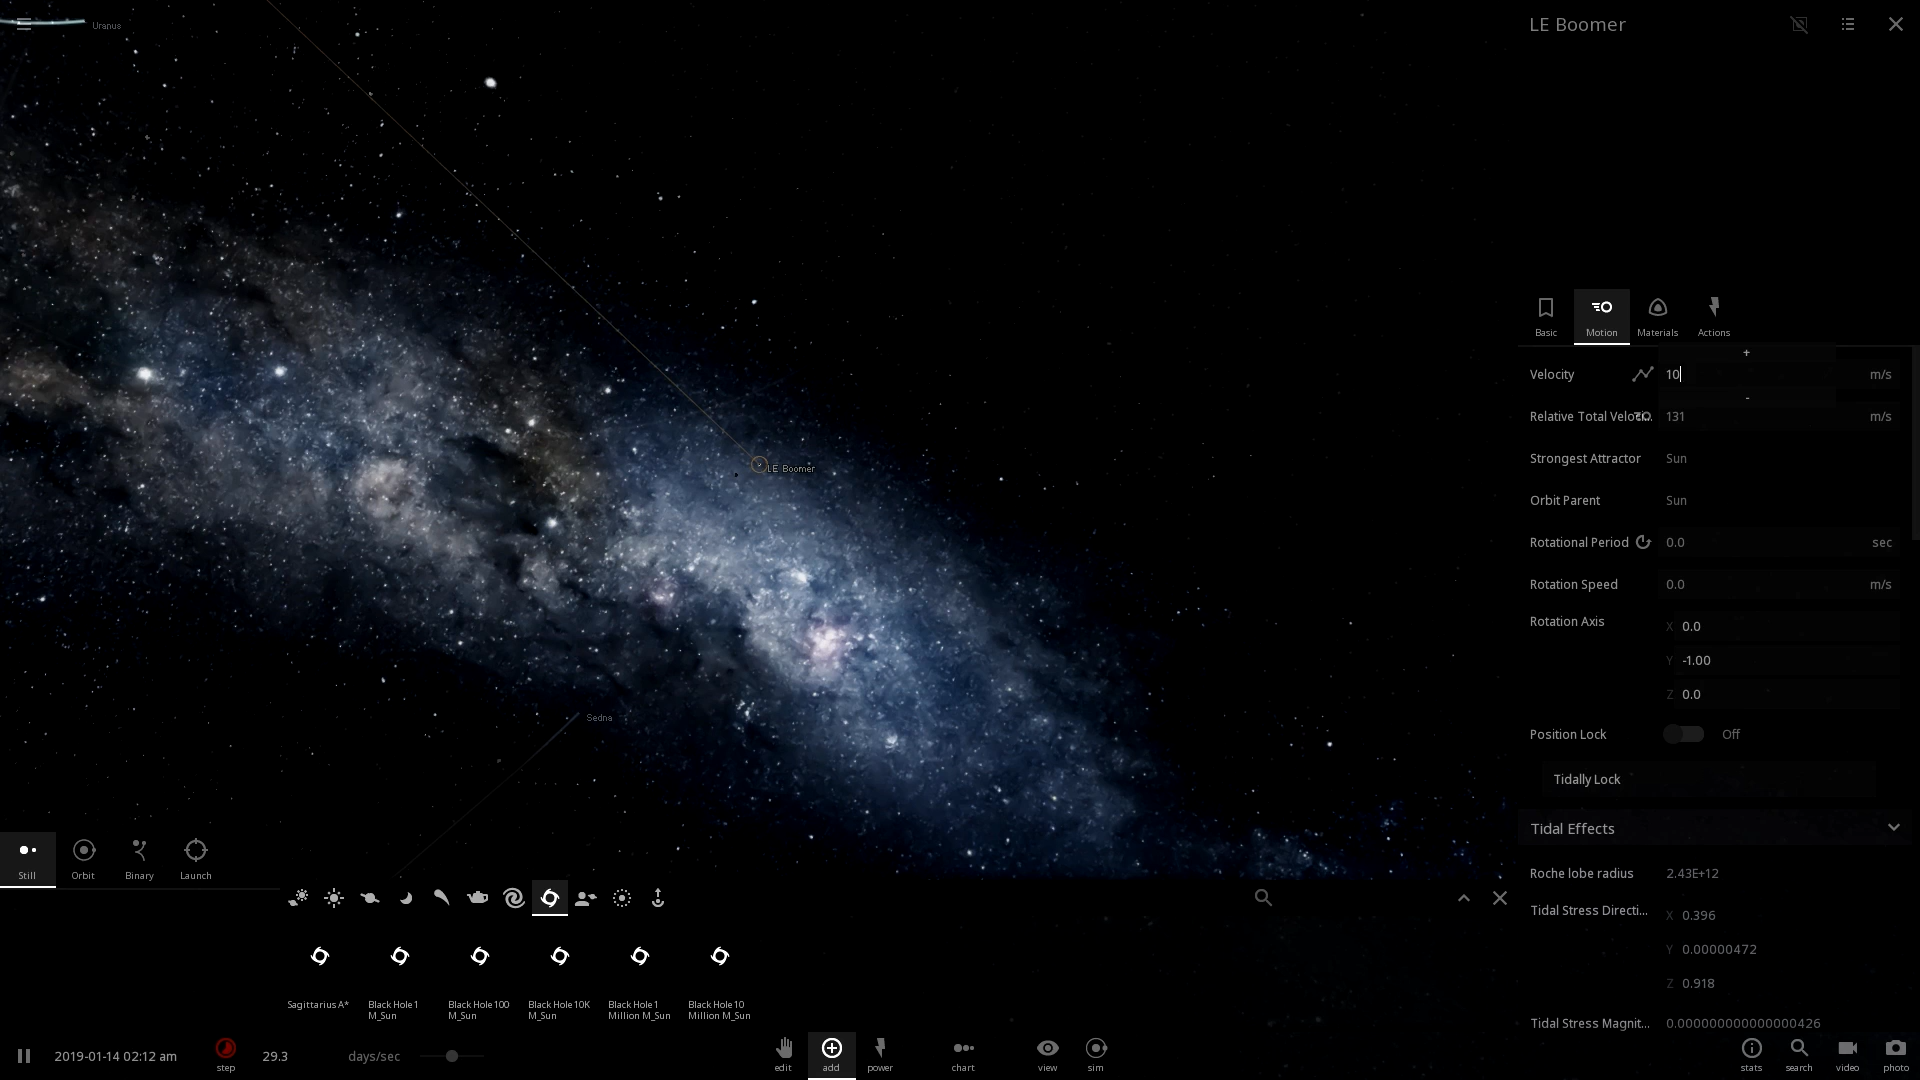 Uranus
LE Boomer
Basic
Motion
Materials
Actions
+
Velocity 10 m/s
-
Relative Total Veloci... 131 m/s
Strongest Attractor Sun
LE Boomer
Orbit Parent Sun
Rotational Period 0.0 sec
Rotation Speed 0.0 m/s
Rotation Axis X 0.0
Y -1.00
Z 0.0
Sedna
Position Lock Off
Tidally Lock
Tidal Effects
Roche lobe radius 2.43E+12
Tidal Stress Directi... X 0.396
Y 0.00000472
Z 0.918
Tidal Stress Magnit... 0.000000000000000426
Still
Orbit
Binary
Launch
Sagittarius A*
Black Hole 1
M_Sun
Black Hole 100
M_Sun
Black Hole 10K
M_Sun
Black Hole 1
Million M_Sun
Black Hole 10
Million M_Sun
2019-01-14 02:12 am
step
29.3 days/sec
edit
add
power
chart
view
sim
stats
search
video
photo